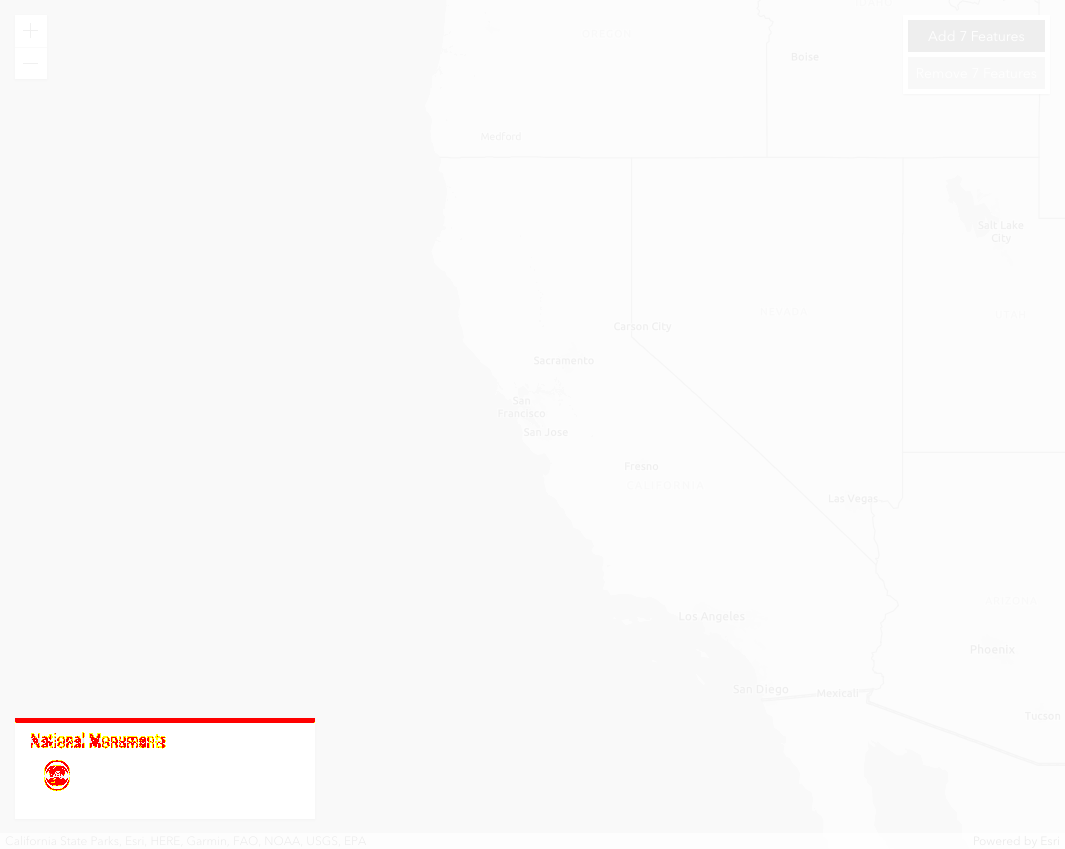 Add 7 Features
Boise
Remove 7 Features
Medford
Salt Lake
City
NEVADA
UTAH
Carson City
Sacramento
San
Francisco
San Jose
Fresno
CALIFORNIA
Las Vegas
Los Angeles
Phoenix
San Diego
Mexicali
Tucson
National Monuments
California State Parks, Esri, HERE, Garmin, FAO, NOAA, USGS, EPA
Powered by Esri